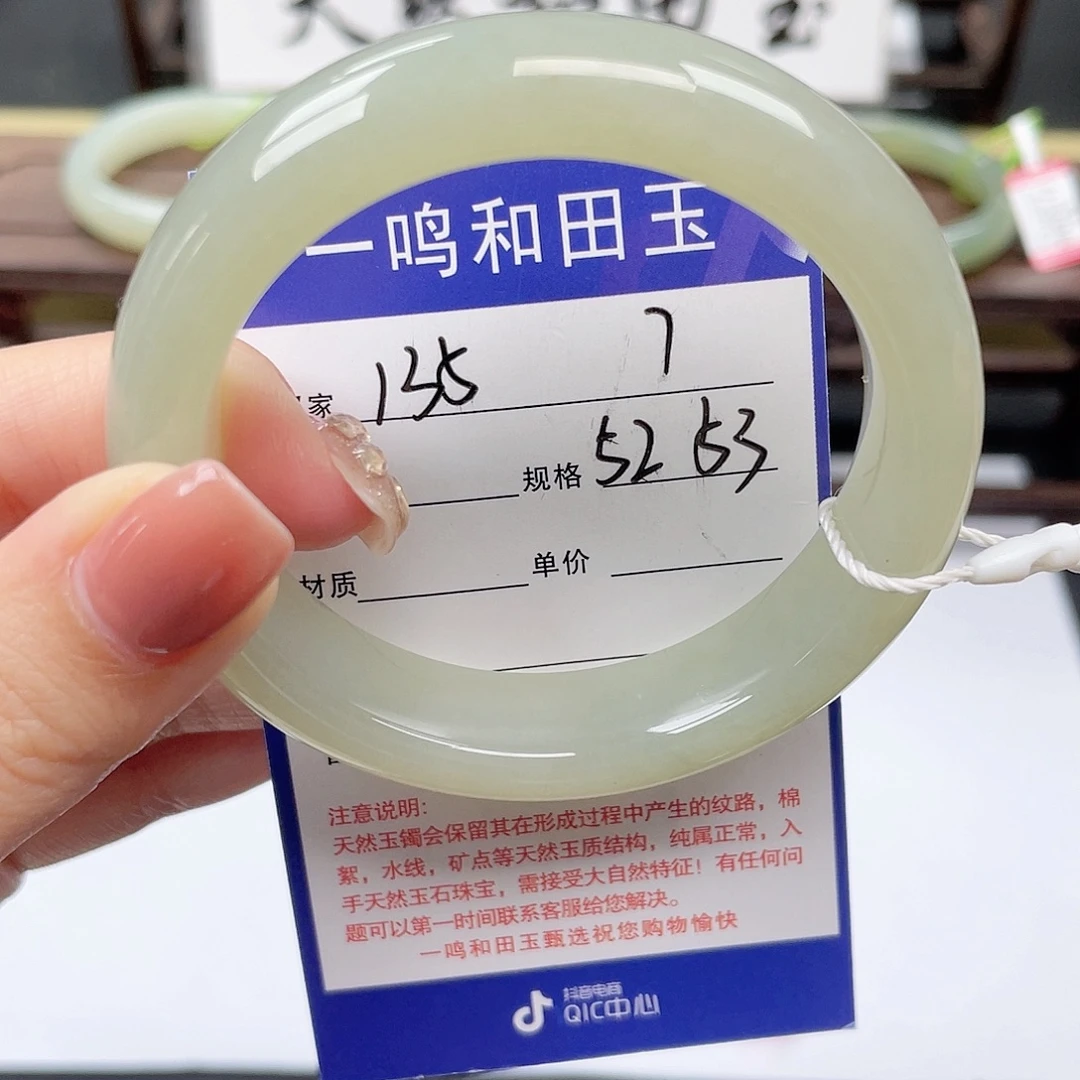 一鸣和田玉
家 135 7
规格 52 53
材质 单价
注意说明:
天然玉镯会保留其在形成过程中产生的纹路，棉
絮，水线，矿点等天然玉质结构，纯属正常，入
手天然玉石珠宝，需接受大自然特征！有任何问
题可以第一时间联系客服给您解决。
一鸣和田玉甄选祝您购物愉快
抖音电商
QIC中心